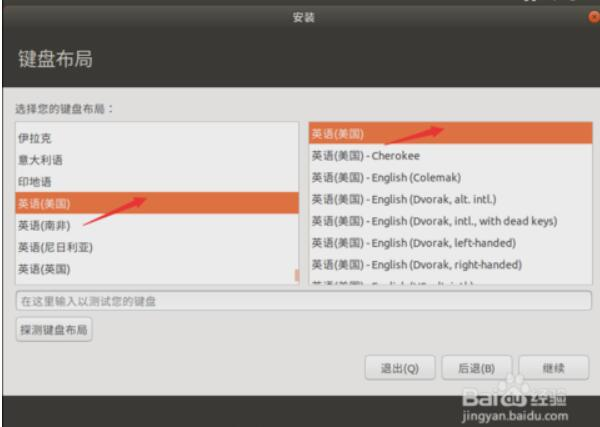 安装
键盘布局
选择您的键盘布局：
伊拉克
意大利语
印地语
英语(美国)
英语(南非)
英语(尼日利亚)
英语(英国)
英语(美国)
英语(美国) - Cherokee
英语(美国) - English (Colemak)
英语(美国) - English (Dvorak, alt. intl.)
英语(美国) - English (Dvorak, intl., with dead keys)
英语(美国) - English (Dvorak, left-handed)
英语(美国) - English (Dvorak, right-handed)
在这里输入以测试您的键盘
探测键盘布局
退出(Q)
后退(B)
继续
Baidu经验
jingyan.baidu.com